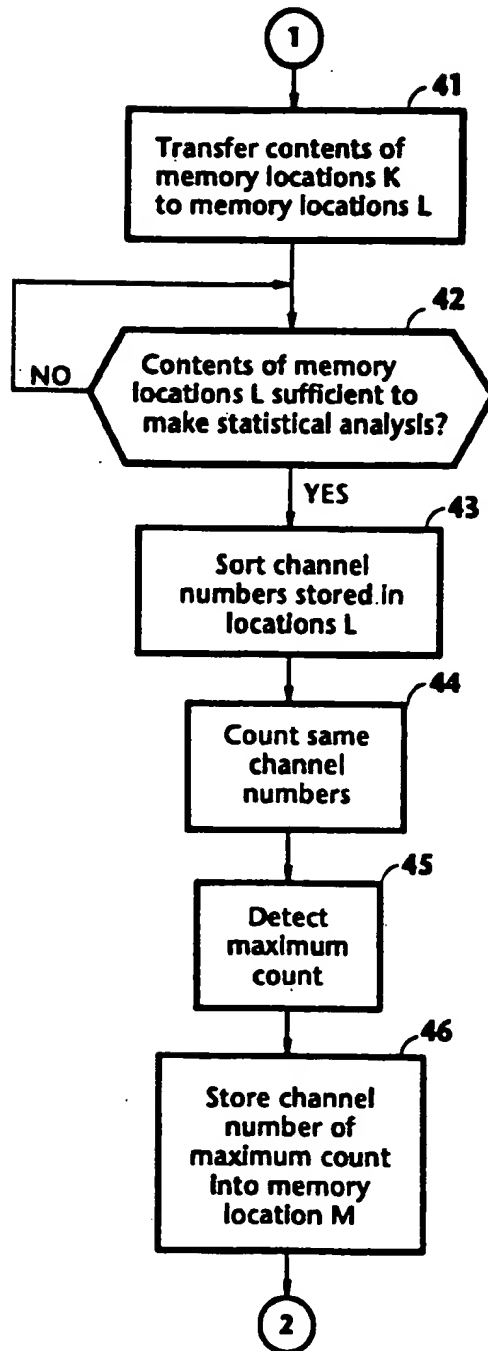 1
41
Transfer contents of
memory locations K
to memory locations L
42
NO
Contents of memory
locations L sufficient to
make statistical analysis?
YES
43
Sort channel
numbers stored in
locations L
44
Count same
channel
numbers
45
Detect
maximum
count
46
Store channel
number of
maximum count
into memory
location M
2